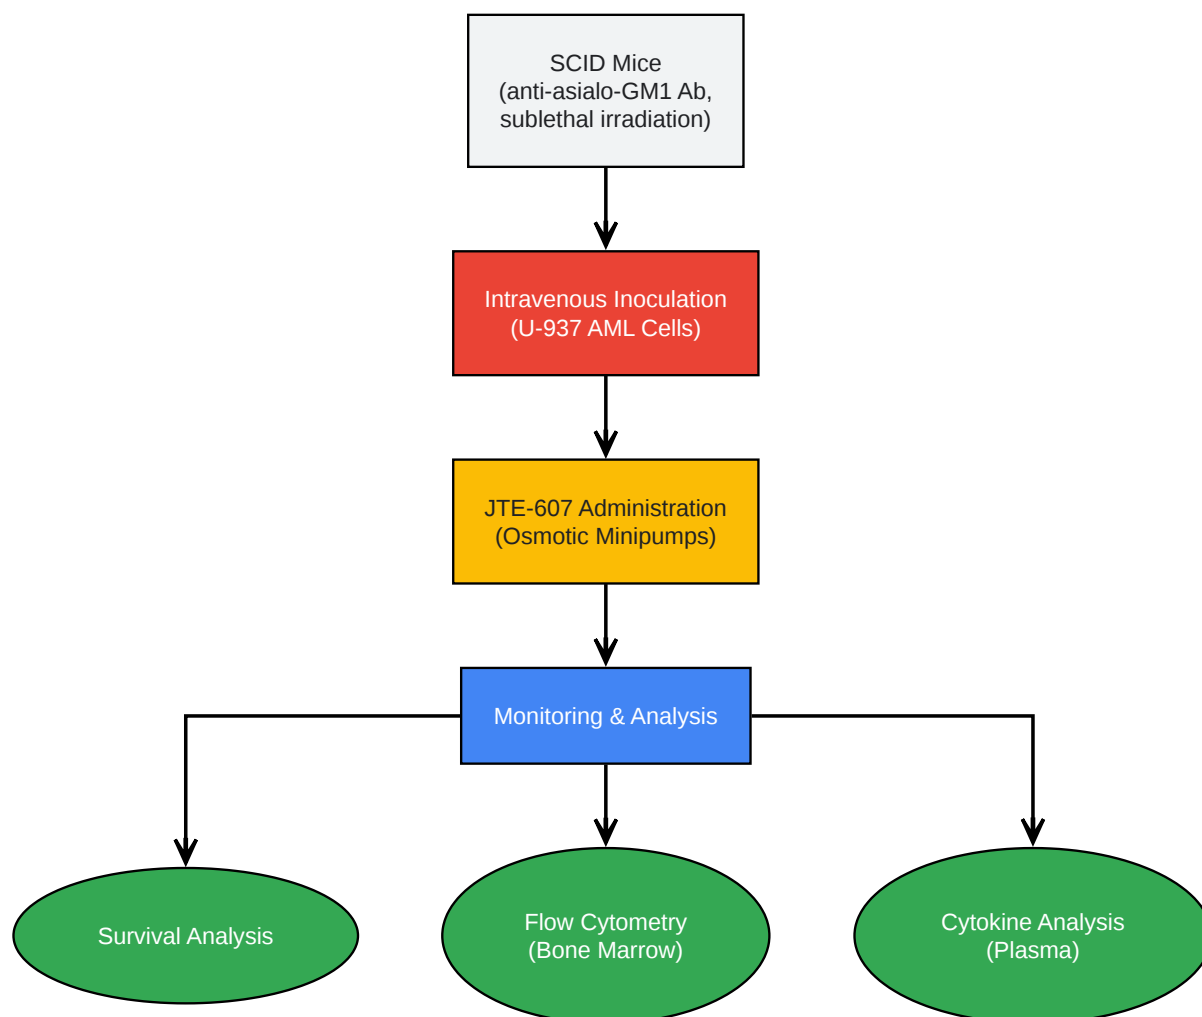 SCID Mice
(anti-asialo-GM1 Ab,
sublethal irradiation)
Intravenous Inoculation
(U-937 AML Cells)
JTE-607 Administration
(Osmotic Minipumps)
Monitoring & Analysis
Survival Analysis
Flow Cytometry
(Bone Marrow)
Cytokine Analysis
(Plasma)